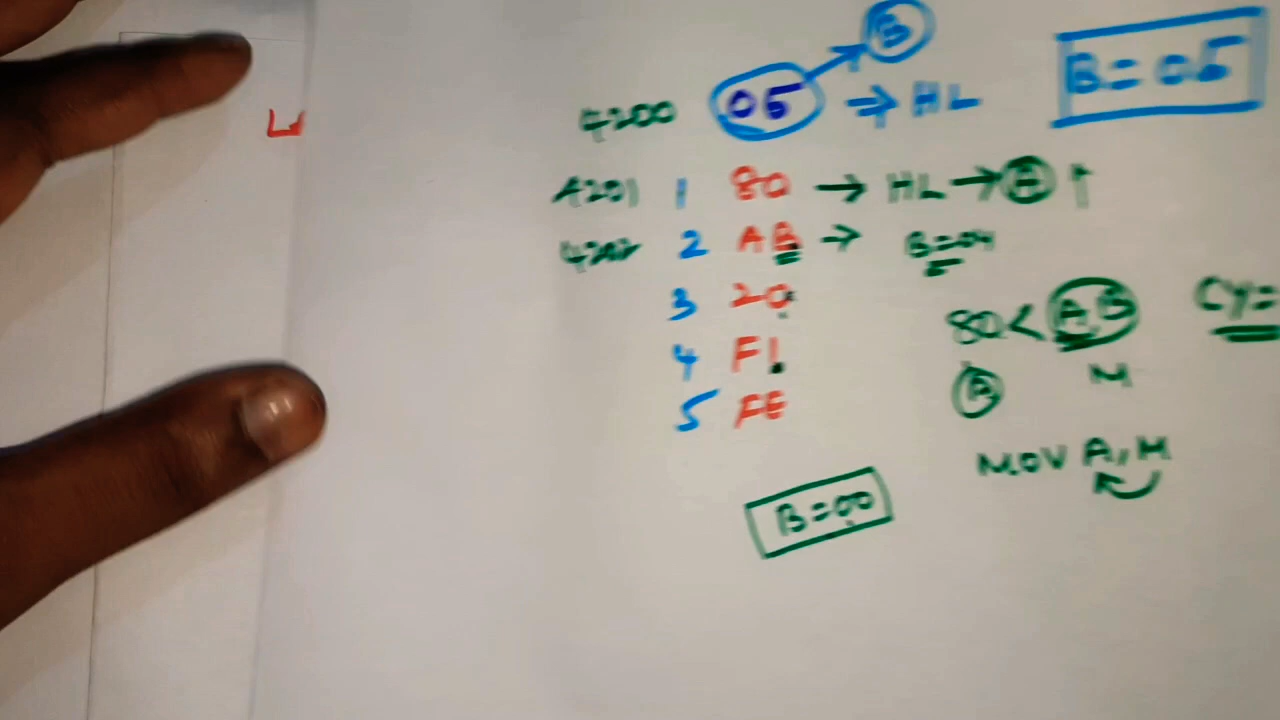 B
4200 05 → HL
B = 05
4201 1 80 → HL → A ↑
4202 2 AB → B=04
3 20
80 < AB CY=
4 F1
A M
5 FE
MOV A, M
B=00